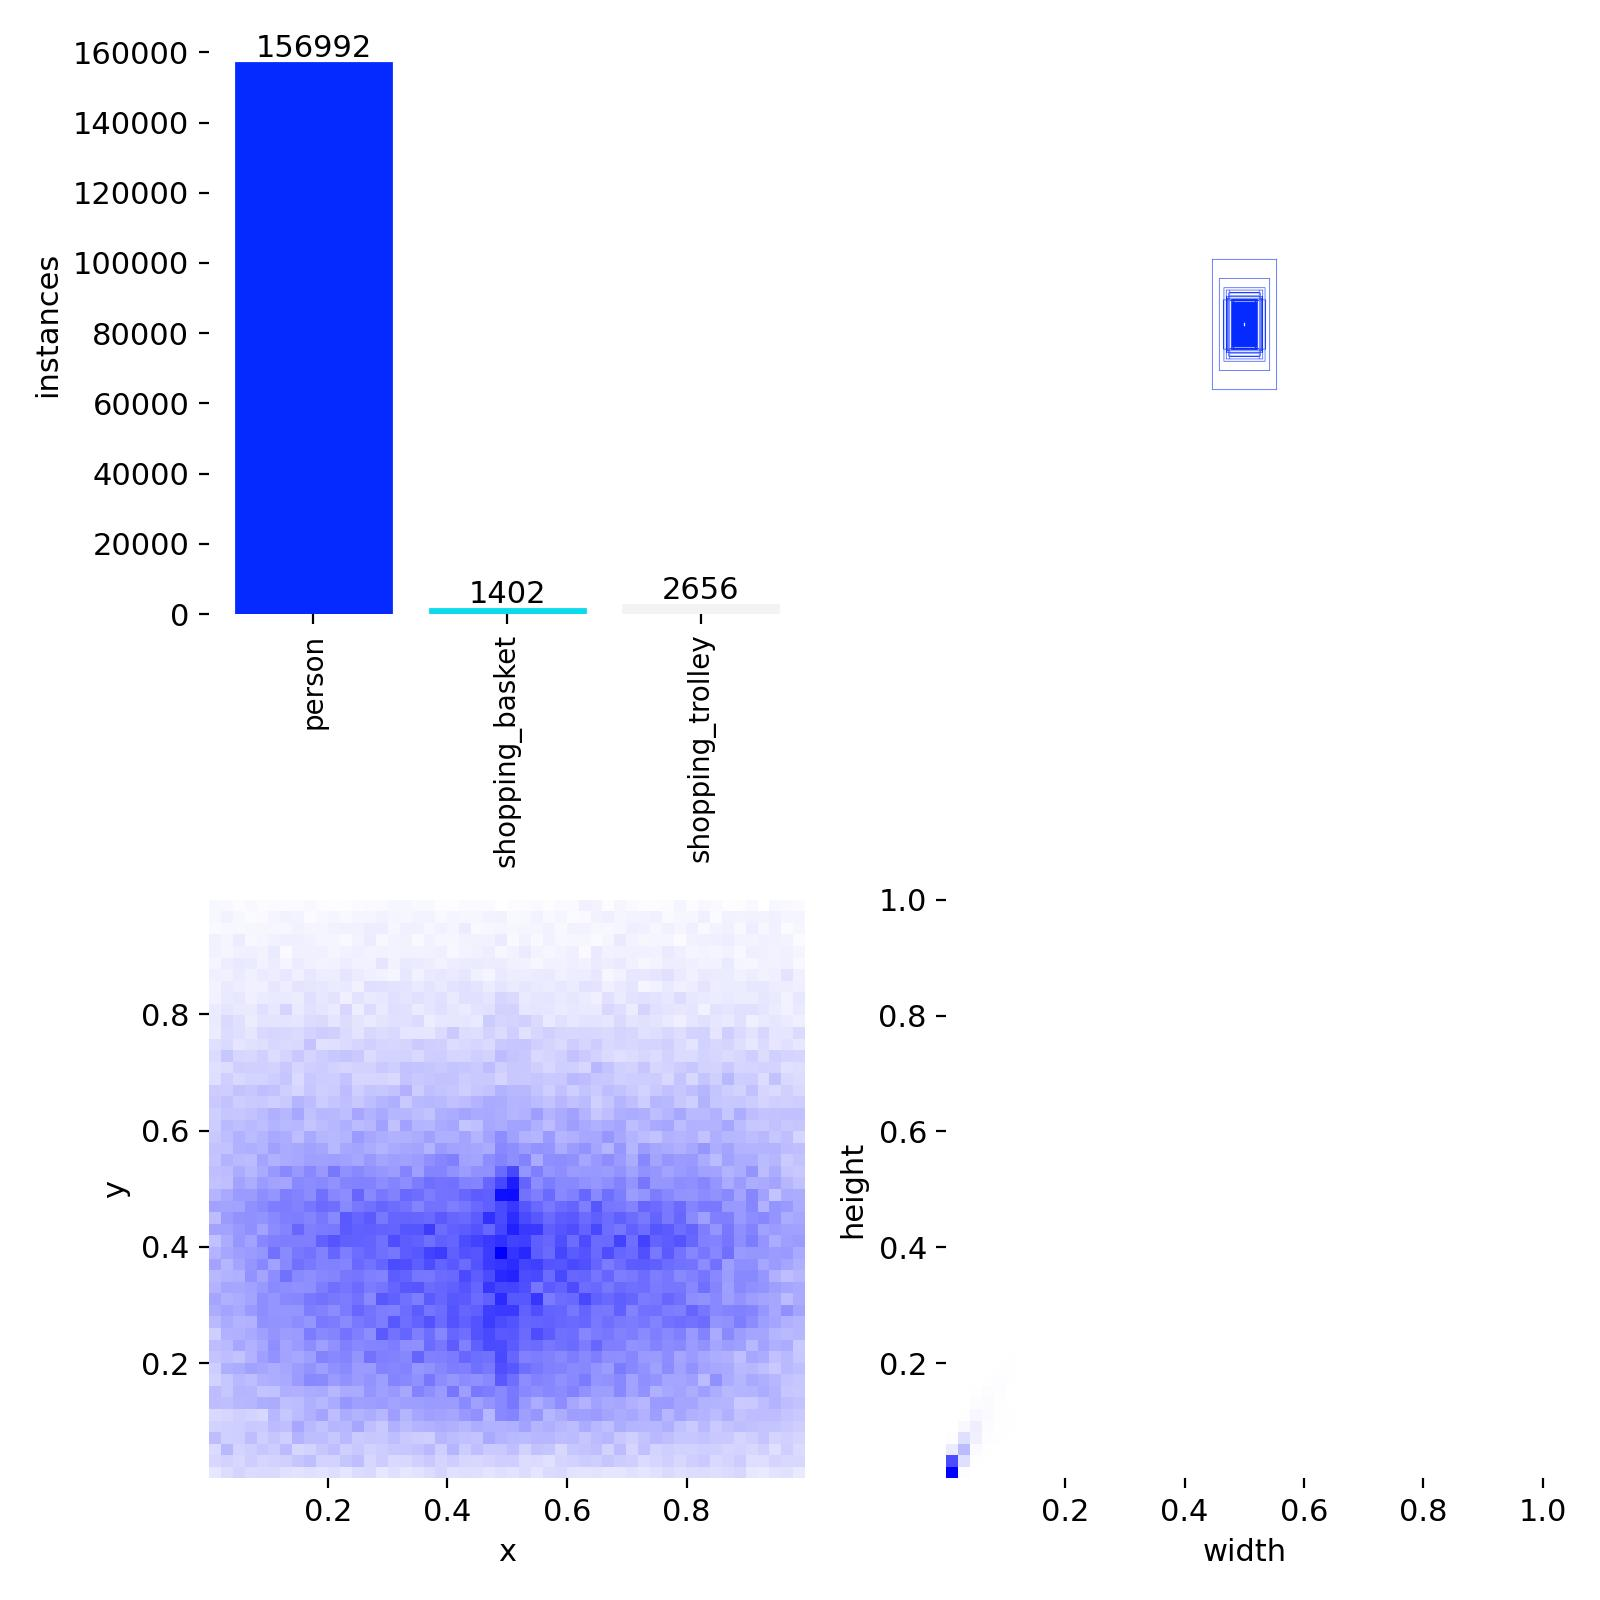 160000
140000
120000
100000
80000
60000
40000
20000
0
instances
156992
1402
2656
person
shopping_basket
shopping_trolley
y
0.8
0.6
0.4
0.2
0.2 0.4 0.6 0.8
x
height
1.0
0.8
0.6
0.4
0.2
0.2 0.4 0.6 0.8 1.0
width